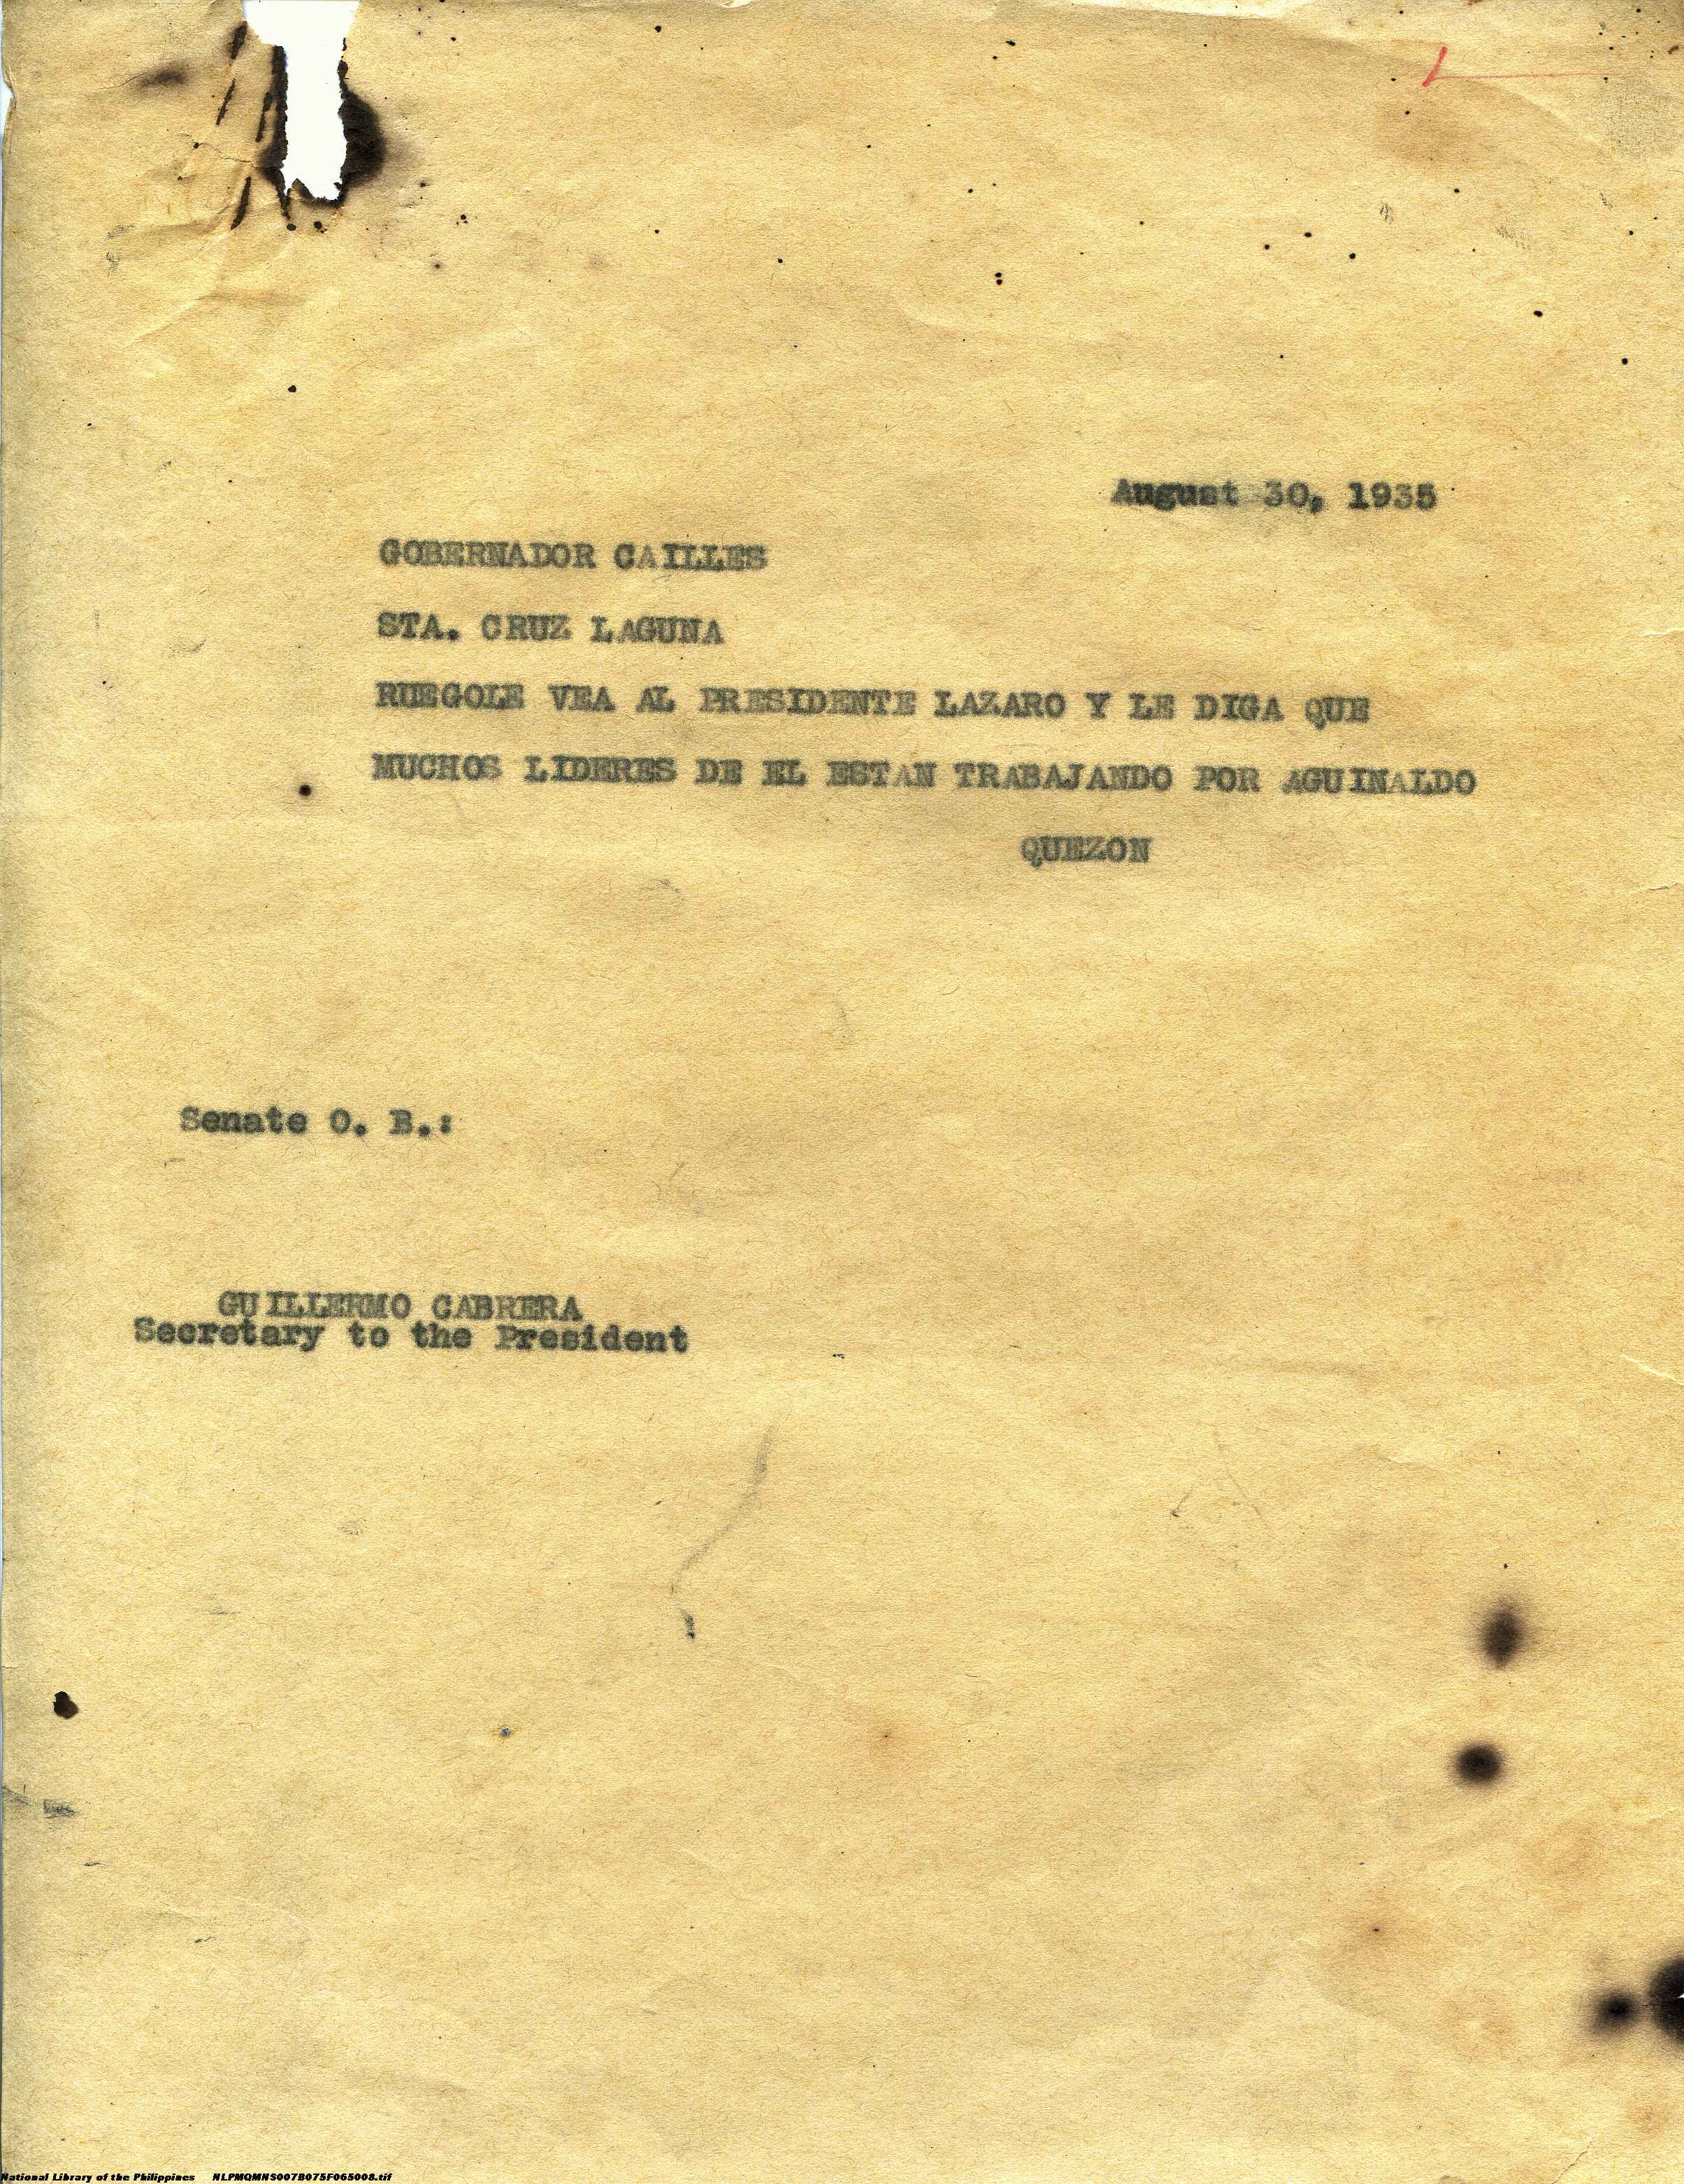 August 30, 1935
GOBERNADOR CAILLES
STA. CRUZ LAGUNA
RUEGOLE VEA AL PRESIDENTE LAZARO Y LE DIGA QUE
MUCHOS LIDERES DE EL ESTAN TRABAJANDO POR AGUINALDO
QUEZON
Senate O. B.:
GUILLERMO CABRERA
Secretary to the President
National Library of the Philippines NLPMQMNS007B075F065008.tif